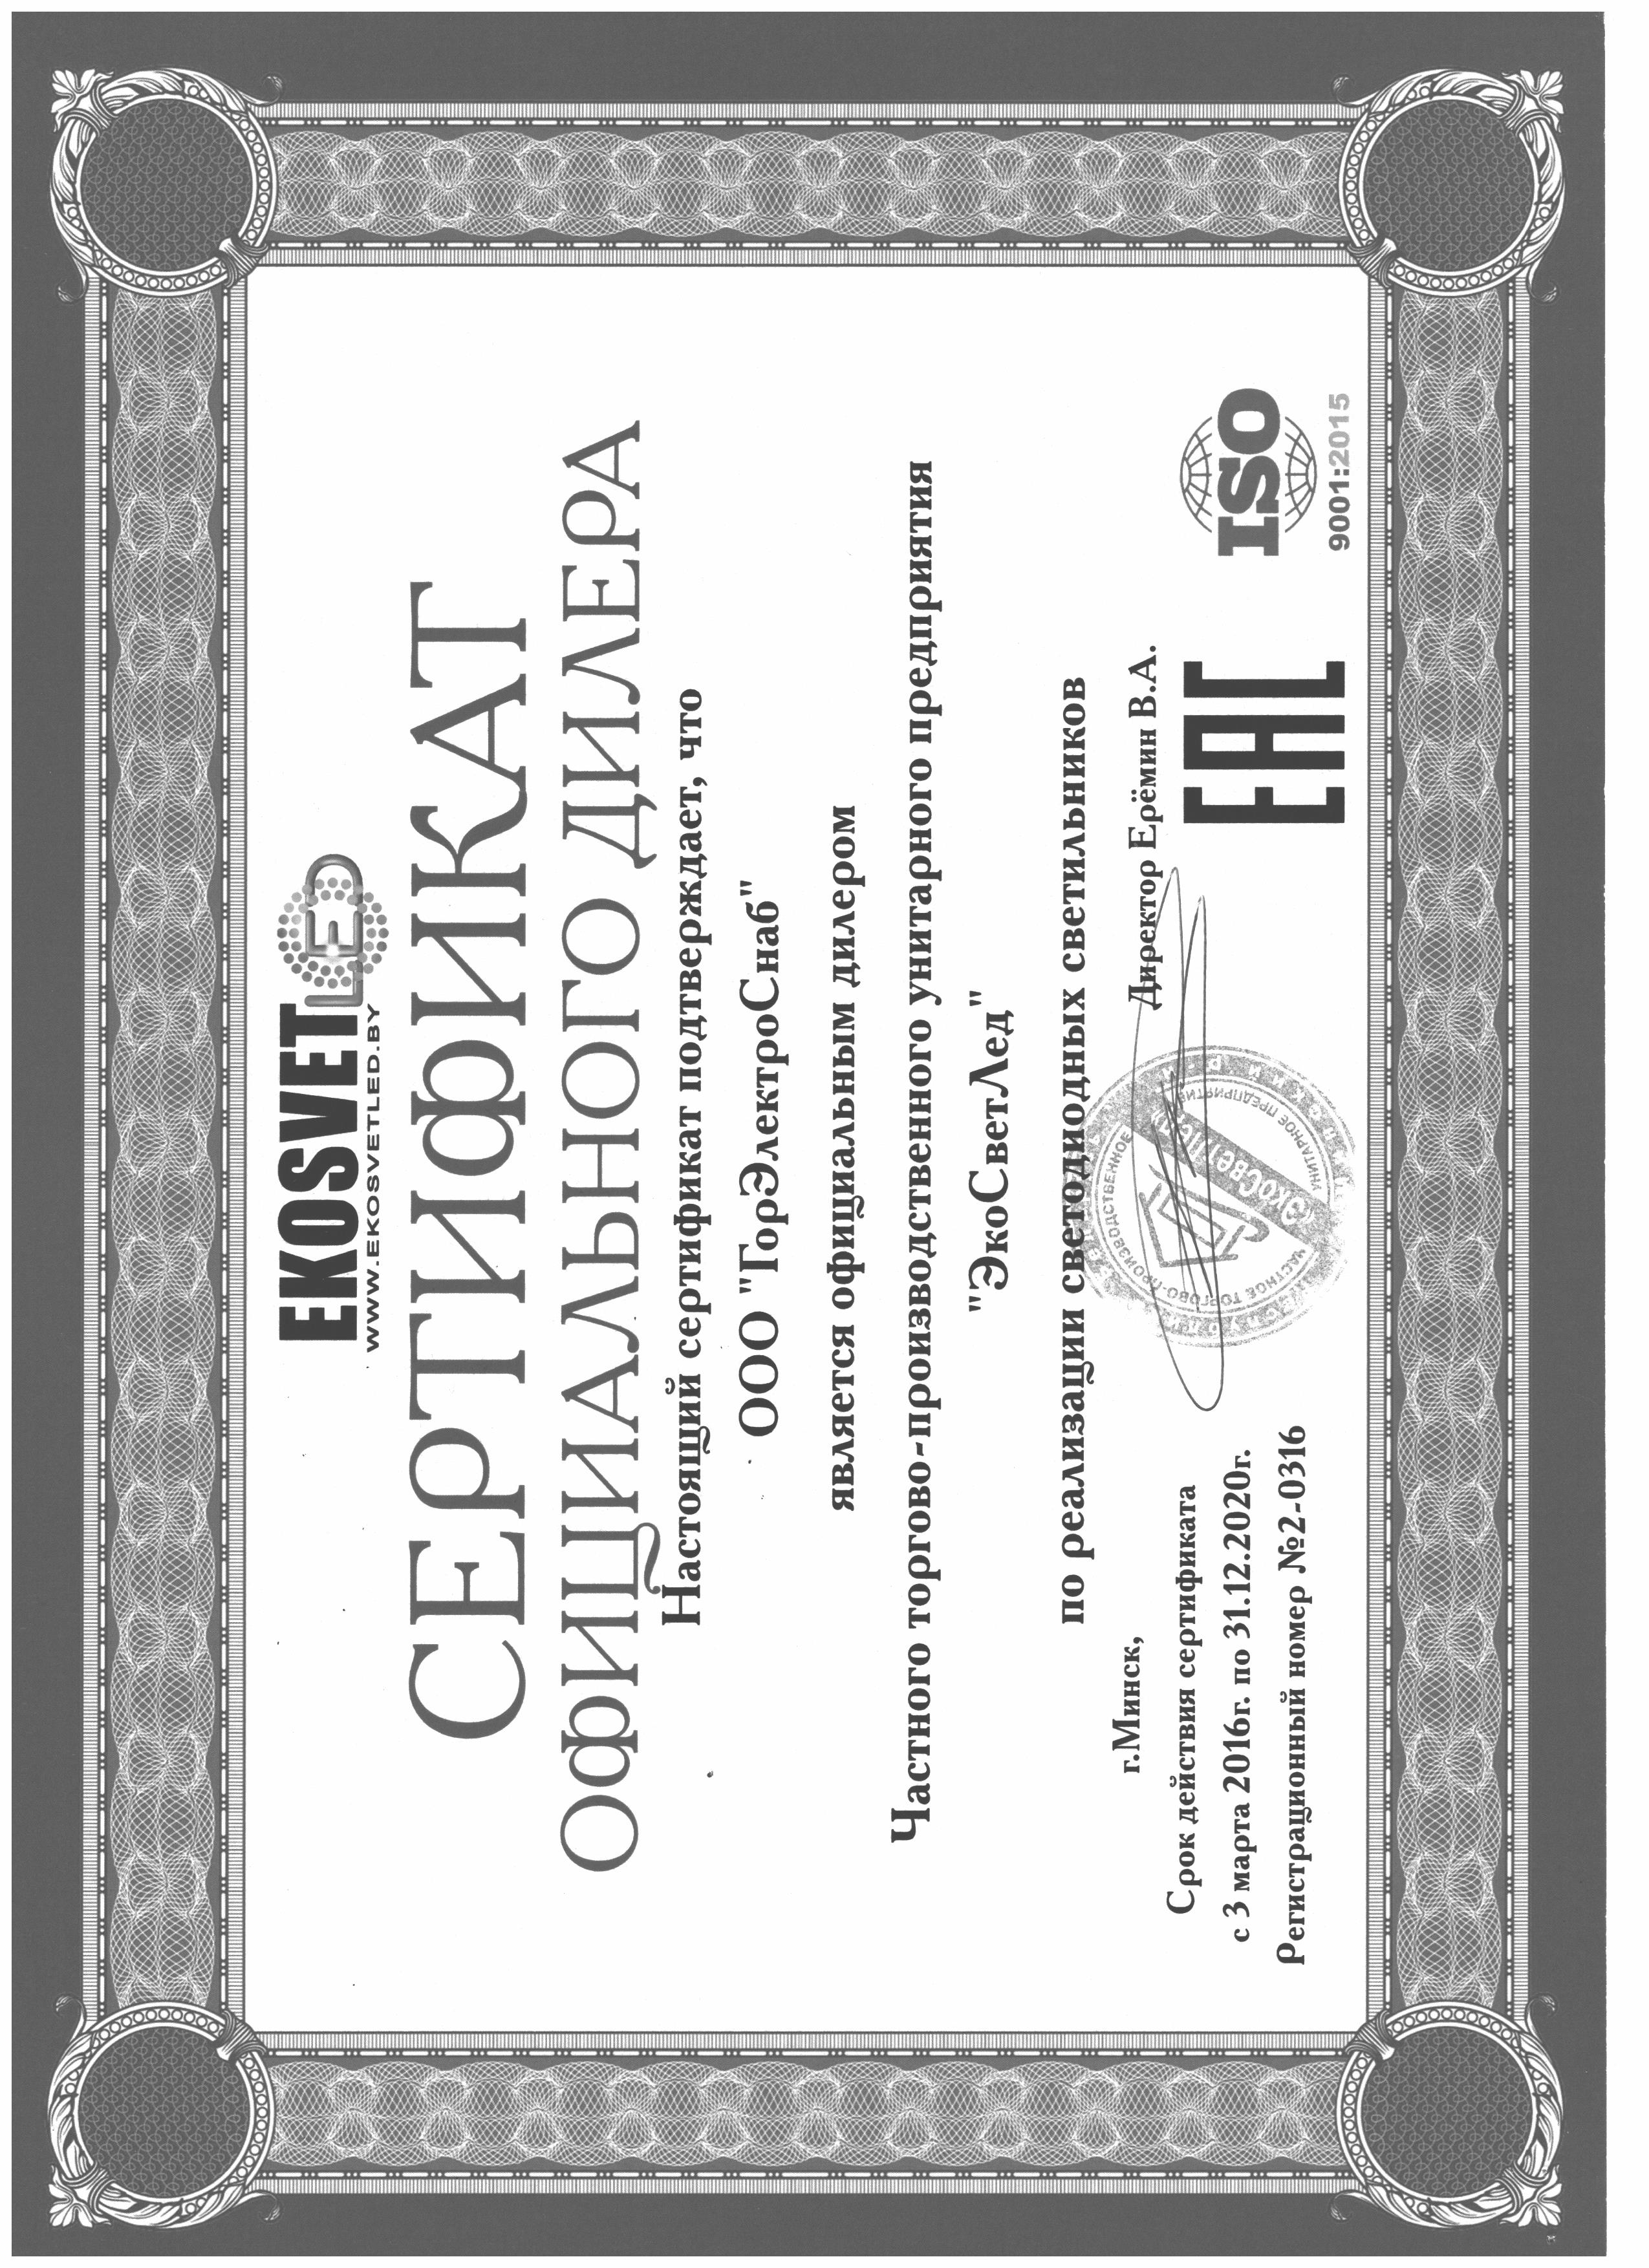 EKOSVET LED
WWW.EKOSVETLED.BY
СЕРТИФИКАТ
ОФИЦИАЛЬНОГО ДИЛЕРА
Настоящий сертификат подтверждает, что
ООО "ГорЭлектроСнаб"
является официальным дилером
Частного торгово-производственного унитарного предприятия
"ЭкоСветЛед"
по реализации светодиодных светильников
г.Минск,
Директор Ерёмин В.А.
Срок действия сертификата
с 3 марта 2016г. по 31.12.2020г.
Регистрационный номер №2-0316
ЧАСТНОЕ ТОРГОВО-ПРОИЗВОДСТВЕННОЕ
УНИТАРНОЕ ПРЕДПРИЯТИЕ
"ЭкоСветЛед"
EAC
ISO
9001:2015